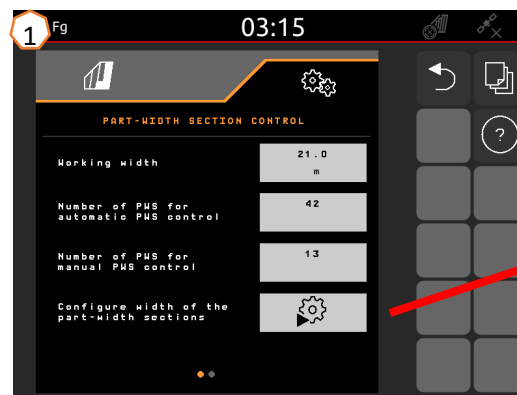 1
Fg
03:15
PART-WIDTH SECTION CONTROL
Working width
21.0
m
Number of PWS for
automatic PWS control
42
Number of PWS for
manual PWS control
13
Configure width of the
part-width sections
?